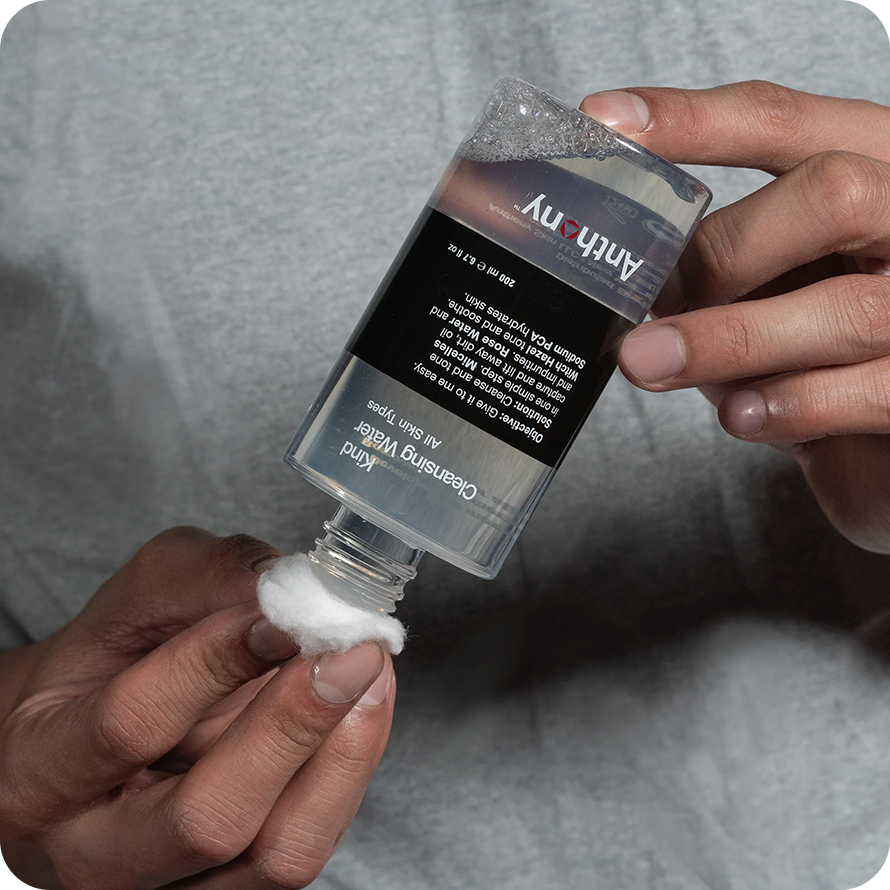 Anthony™
200 ml ℮ 6.7 fl oz
Objective: Give it to me easy.
Solution: Cleanse and tone
in one simple step. Micelles
capture and lift away dirt, oil
and impurities. Rose Water and
Witch Hazel tone and soothe.
Sodium PCA hydrates skin.
Kind
Cleansing Water
All Skin Types